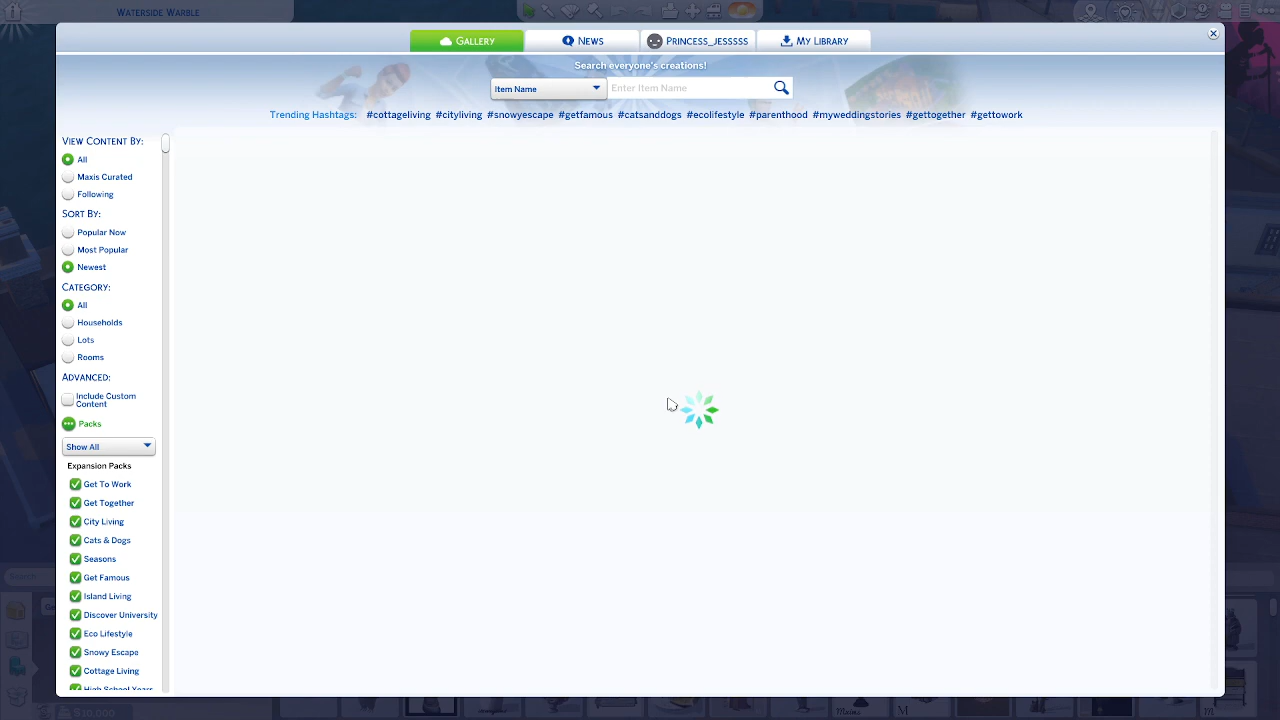 WATERSIDE WARBLE
GALLERY
NEWS
PRINCESS_JESSSSS
MY LIBRARY
Search everyone's creations!
Item Name
Enter Item Name
Trending Hashtags: #cottageliving #cityliving #snowyescape #getfamous #catsanddogs #ecolifestyle #parenthood #myweddingstories #gettogether #gettowork
VIEW CONTENT BY:
All
Maxis Curated
Following
SORT BY:
Popular Now
Most Popular
Newest
CATEGORY:
All
Households
Lots
Rooms
ADVANCED:
Include Custom
Content
Packs
Show All
Expansion Packs
Get To Work
Get Together
City Living
Cats & Dogs
Seasons
Get Famous
Island Living
Discover University
Eco Lifestyle
Snowy Escape
Cottage Living
High School Years
Search